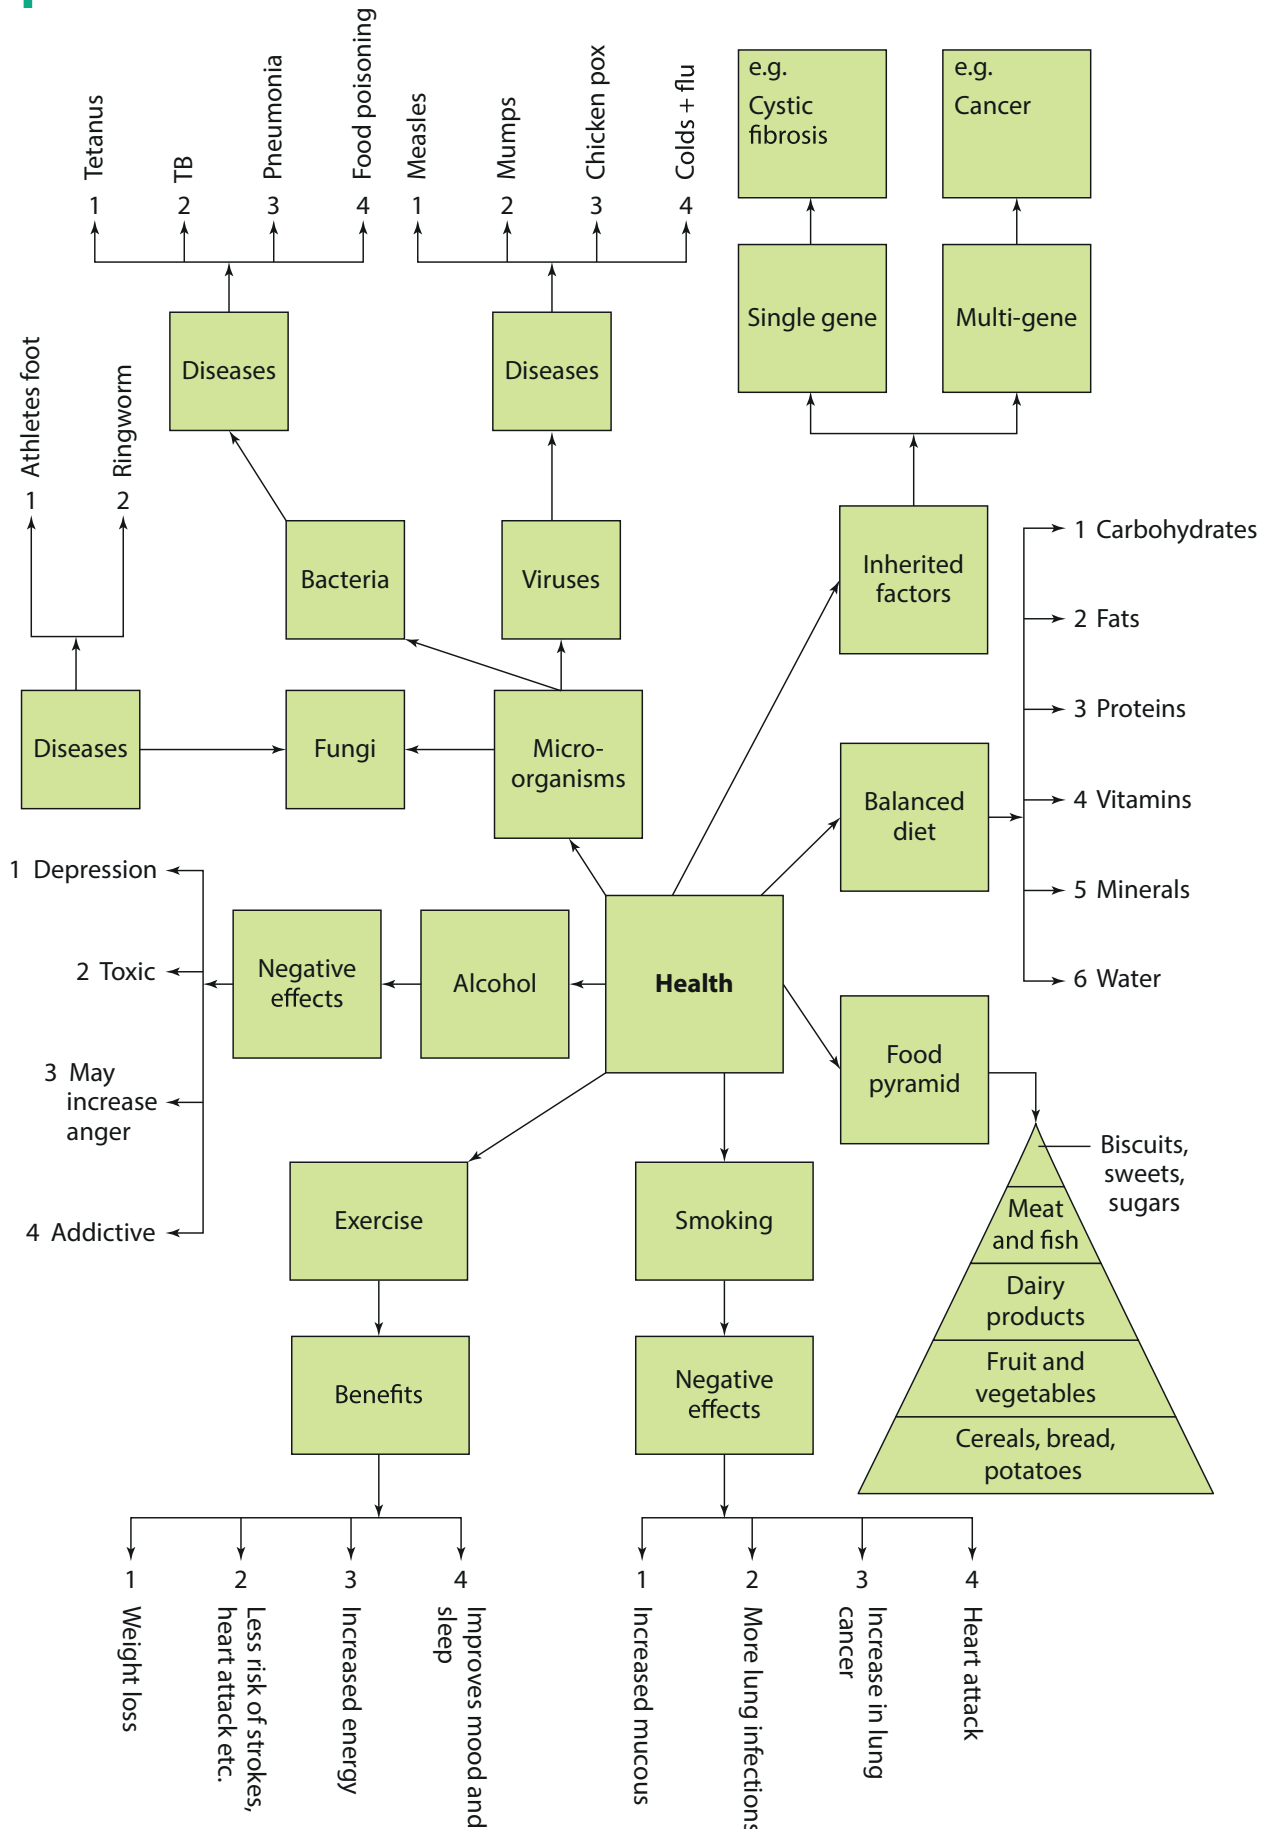 1 Tetanus
2 TB
3 Pneumonia
4 Food poisoning
1 Measles
2 Mumps
3 Chicken pox
4 Colds + flu
e.g.
Cystic
fibrosis
e.g.
Cancer
Diseases
Diseases
Single gene
Multi-gene
1 Athletes foot
2 Ringworm
Bacteria
Viruses
Inherited
factors
1 Carbohydrates
2 Fats
3 Proteins
4 Vitamins
5 Minerals
6 Water
Diseases
Fungi
Micro-
organisms
Balanced
diet
1 Depression
2 Toxic
3 May
increase
anger
4 Addictive
Negative
effects
Alcohol
Health
Food
pyramid
Biscuits,
sweets,
sugars
Meat
and fish
Dairy
products
Fruit and
vegetables
Cereals, bread,
potatoes
Exercise
Smoking
Benefits
Negative
effects
1 Weight loss
2 Less risk of strokes,
heart attack etc.
3 Increased energy
4 Improves mood and
sleep
1 Increased mucous
2 More lung infections
3 Increase in lung
cancer
4 Heart attack